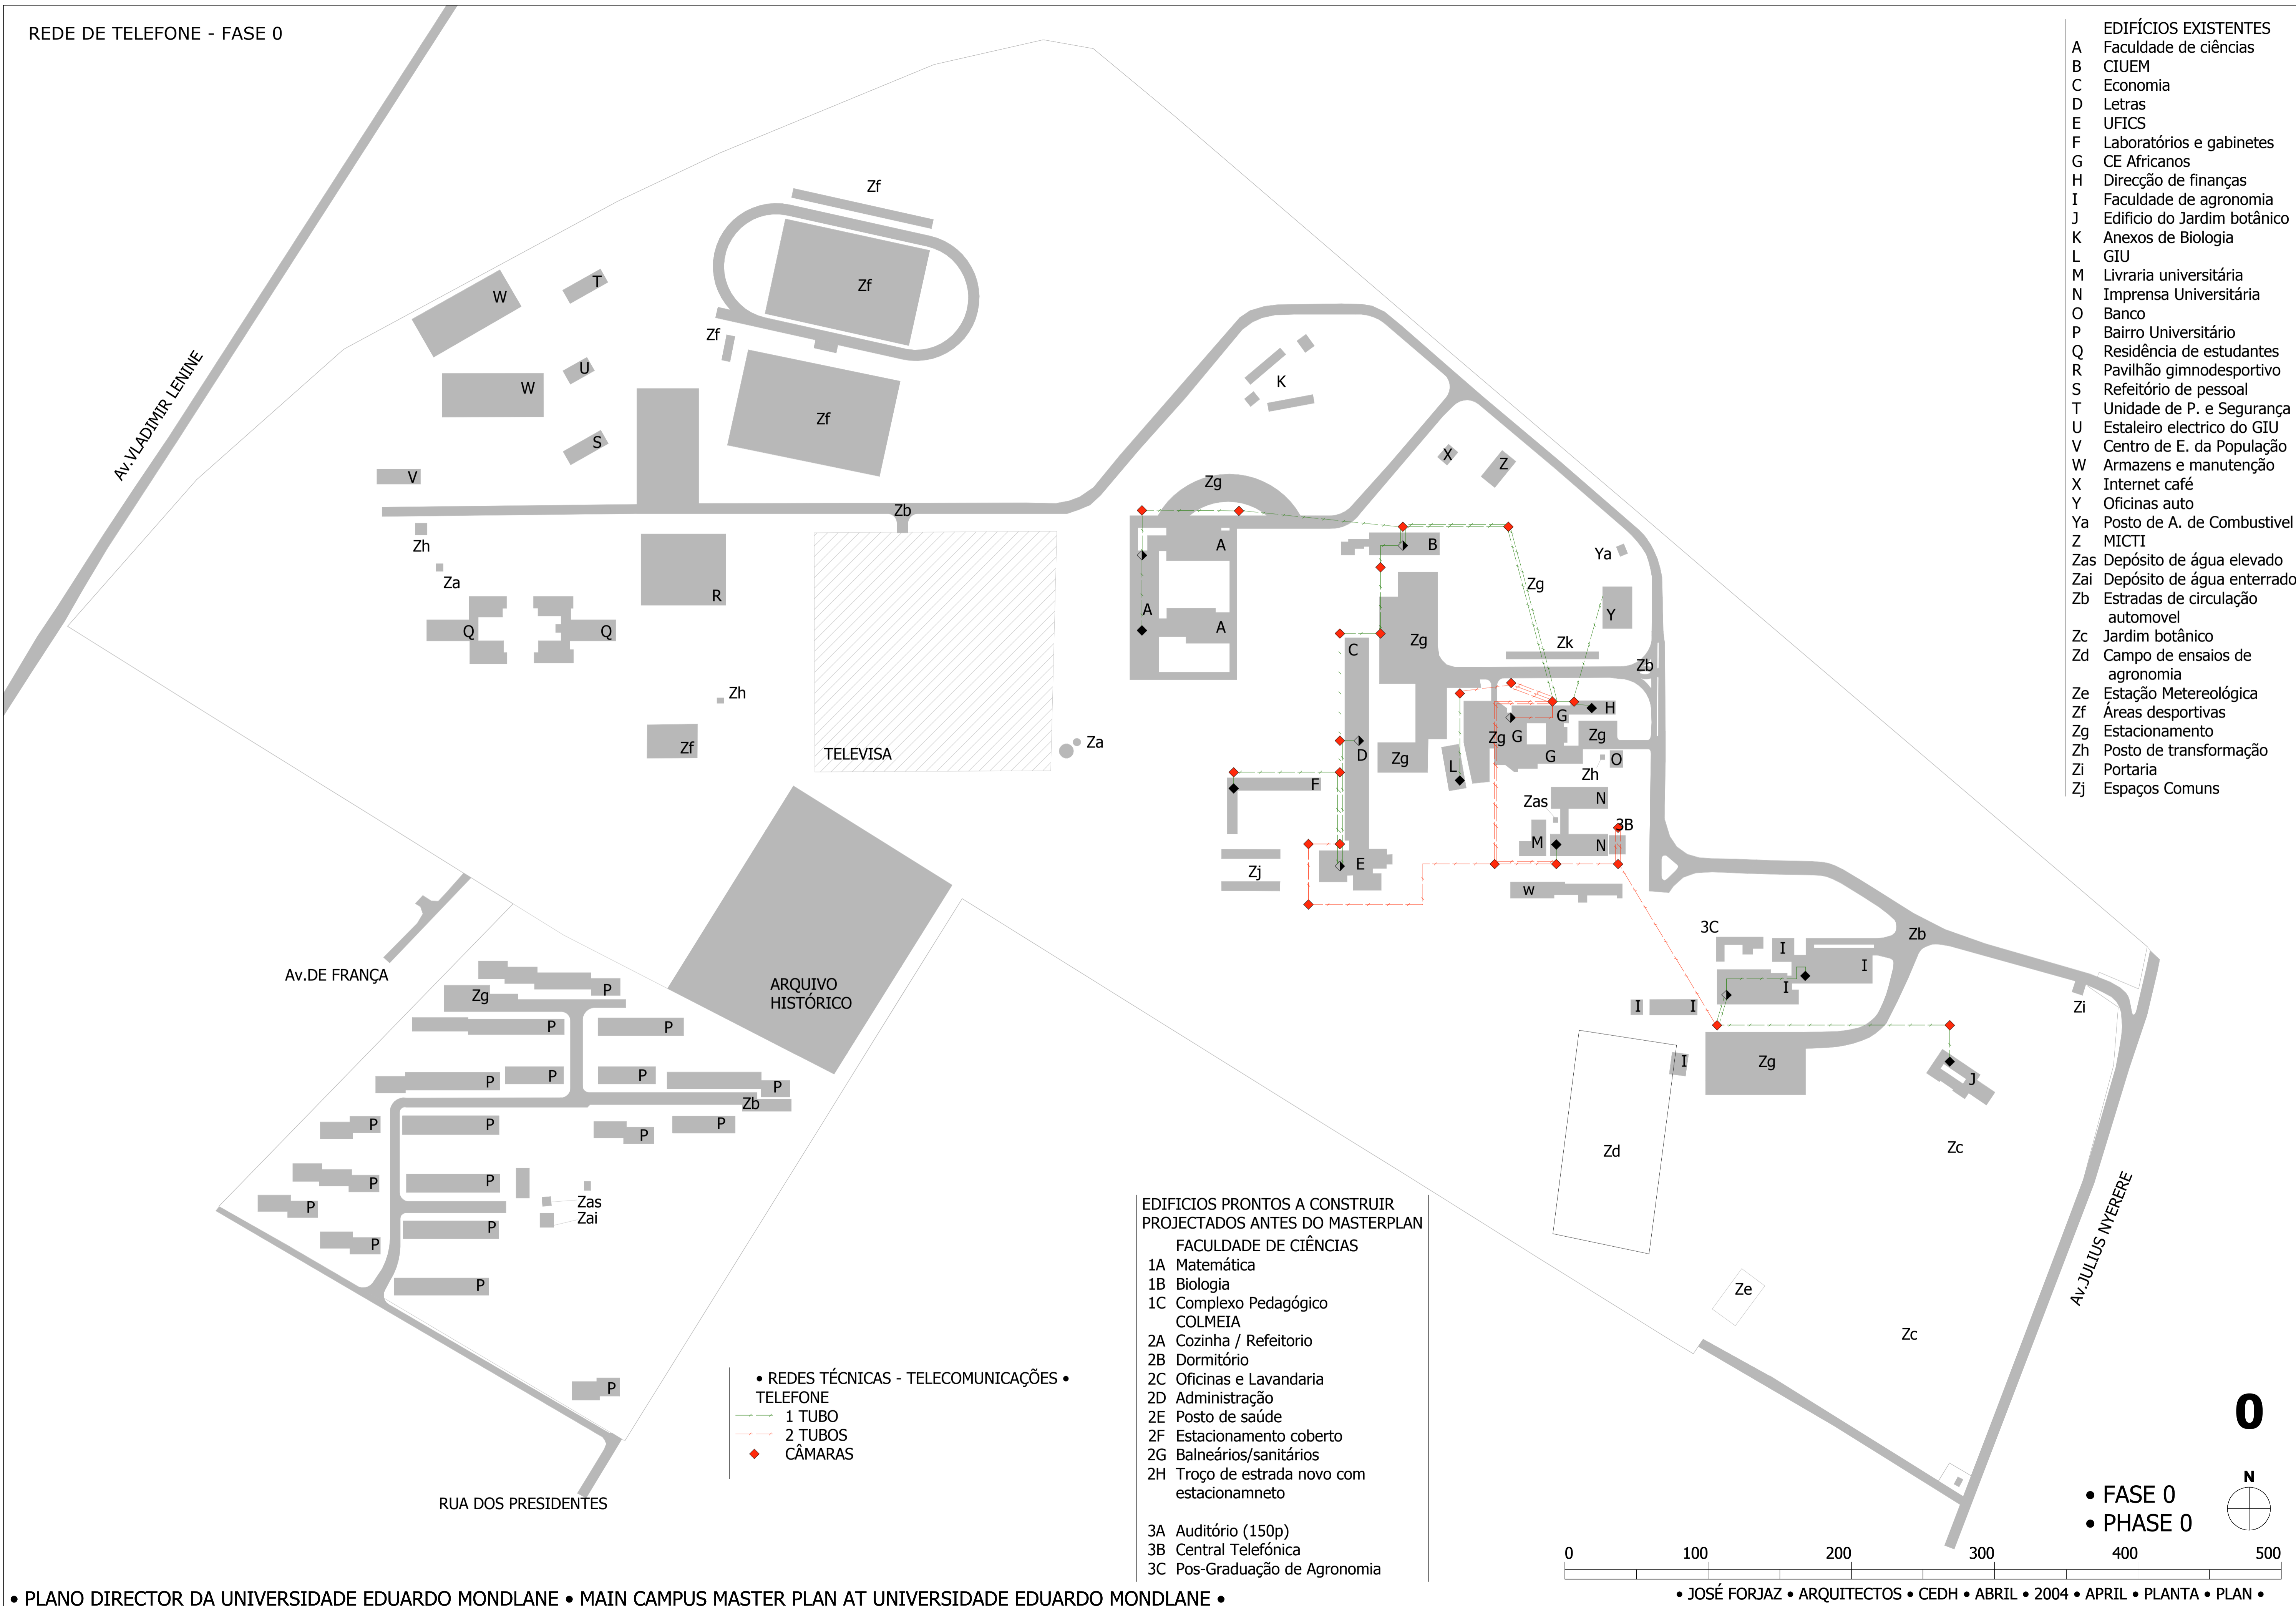 REDE DE TELEFONE - FASE 0
EDIFÍCIOS EXISTENTES
A Faculdade de ciências
B CIUEM
C Economia
D Letras
E UFICS
F Laboratórios e gabinetes
G CE Africanos
H Direcção de finanças
I Faculdade de agronomia
J Edificio do Jardim botânico
K Anexos de Biologia
L GIU
M Livraria universitária
N Imprensa Universitária
O Banco
P Bairro Universitário
Q Residência de estudantes
R Pavilhão gimnodesportivo
S Refeitório de pessoal
T Unidade de P. e Segurança
U Estaleiro electrico do GIU
V Centro de E. da População
W Armazens e manutenção
X Internet café
Y Oficinas auto
Ya Posto de A. de Combustivel
Z MICTI
Zas Depósito de água elevado
Zai Depósito de água enterrado
Zb Estradas de circulação
automovel
Zc Jardim botânico
Zd Campo de ensaios de
agronomia
Ze Estação Metereológica
Zf Áreas desportivas
Zg Estacionamento
Zh Posto de transformação
Zi Portaria
Zj Espaços Comuns
Av.VLADIMIR LENINE
Zf
Zf
Zf
Zf
W
T
U
W
S
V
Zh
Za
Q
Q
R
Zh
Zf
Zb
TELEVISA
Za
K
X
Z
Zg
A
A
A
B
Ya
Zg
Y
Zk
Zb
C
Zg
H
G
G
G
Zg
Zg
Zg
D
L
O
Zh
F
Zas
N
3B
M
N
E
Zj
w
3C
I
I
I
Zb
I
I
Zi
I
Zg
J
Zd
Zc
Ze
Zc
Av.JULIUS NYERERE
Av.DE FRANÇA
ARQUIVO
HISTÓRICO
Zg
P
P
P
P
P
P
P
Zb
P
P
P
P
P
P
P
P
P
P
P
Zas
Zai
P
RUA DOS PRESIDENTES
• REDES TÉCNICAS - TELECOMUNICAÇÕES •
TELEFONE
1 TUBO
2 TUBOS
CÂMARAS
EDIFICIOS PRONTOS A CONSTRUIR
PROJECTADOS ANTES DO MASTERPLAN
FACULDADE DE CIÊNCIAS
1A Matemática
1B Biologia
1C Complexo Pedagógico
COLMEIA
2A Cozinha / Refeitorio
2B Dormitório
2C Oficinas e Lavandaria
2D Administração
2E Posto de saúde
2F Estacionamento coberto
2G Balneários/sanitários
2H Troço de estrada novo com
estacionamneto
3A Auditório (150p)
3B Central Telefónica
3C Pos-Graduação de Agronomia
0
N
• FASE 0
• PHASE 0
0 100 200 300 400 500
• PLANO DIRECTOR DA UNIVERSIDADE EDUARDO MONDLANE • MAIN CAMPUS MASTER PLAN AT UNIVERSIDADE EDUARDO MONDLANE •
• JOSÉ FORJAZ • ARQUITECTOS • CEDH • ABRIL • 2004 • APRIL • PLANTA • PLAN •